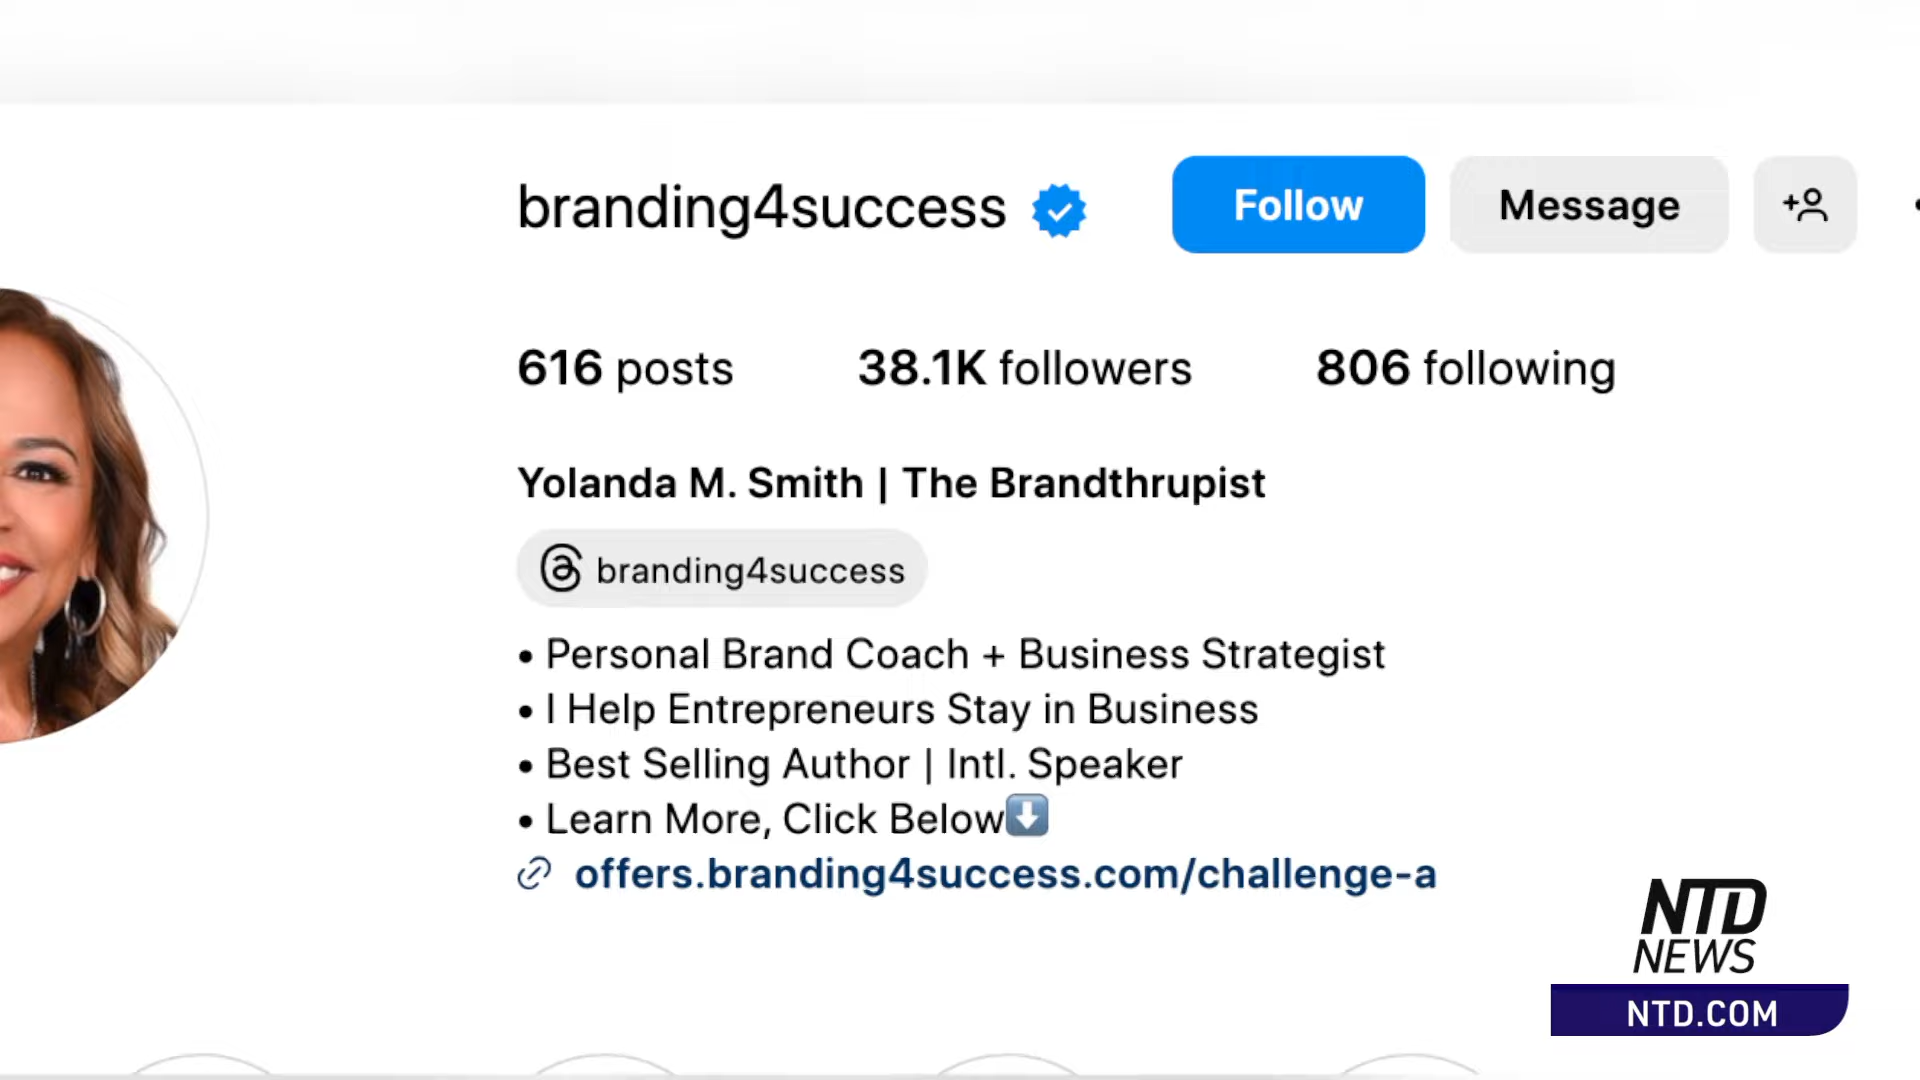 branding4success
Follow
Message
616 posts
38.1K followers
806 following
Yolanda M. Smith | The Brandthrupist
branding4success
• Personal Brand Coach + Business Strategist
• I Help Entrepreneurs Stay in Business
• Best Selling Author | Intl. Speaker
• Learn More, Click Below⬇️
offers.branding4success.com/challenge-a
NTD
NEWS
NTD.COM